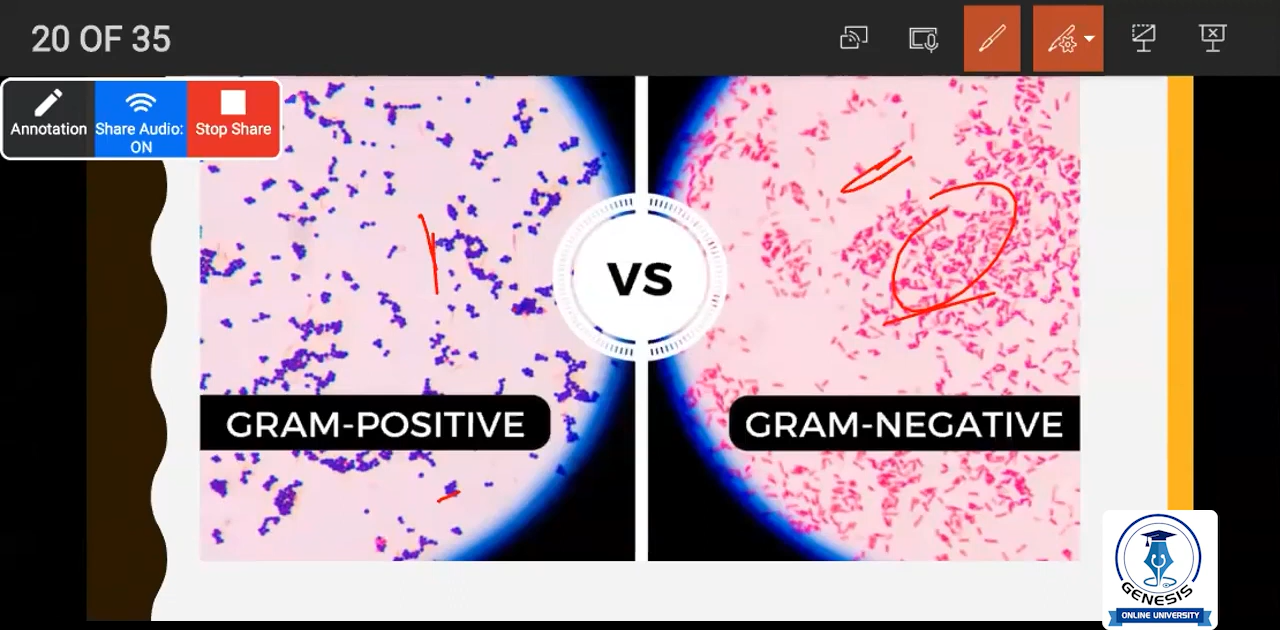 20 OF 35
Annotation
Share Audio:
ON
Stop Share
VS
GRAM-POSITIVE
GRAM-NEGATIVE
GENESIS
ONLINE UNIVERSITY